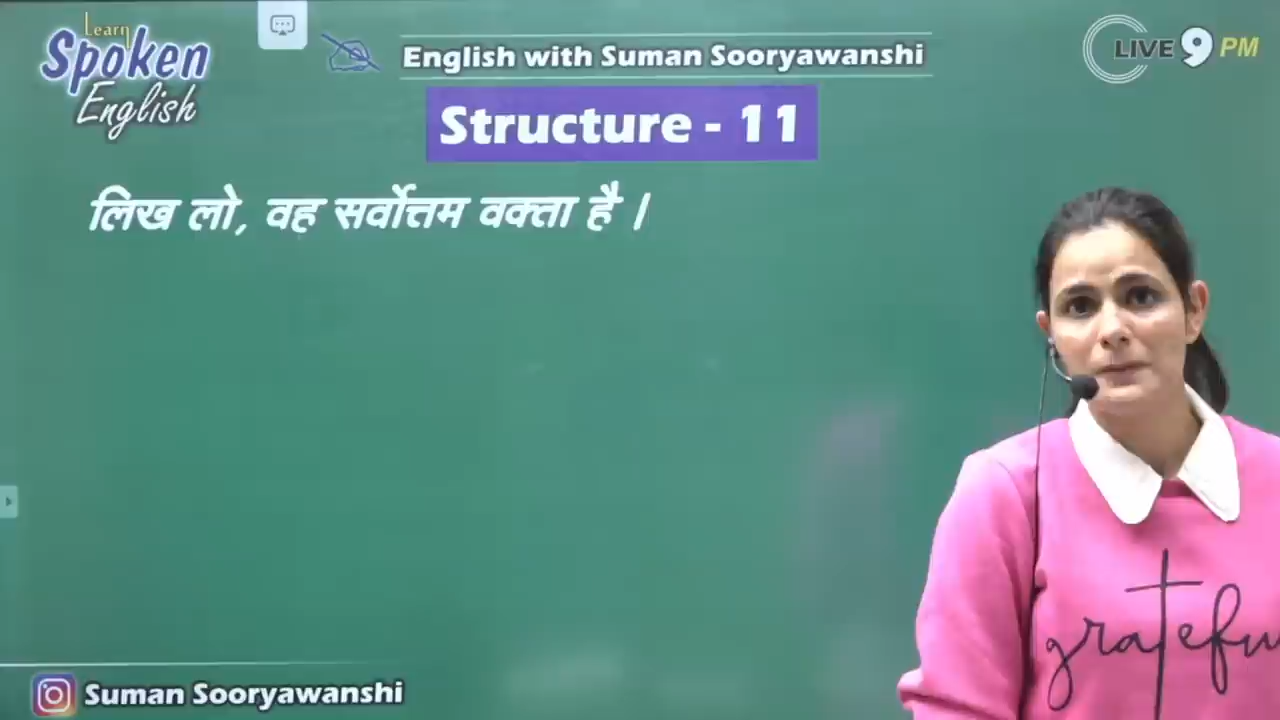 Learn
Spoken
English
English with Suman Sooryawanshi
LIVE 9 PM
Structure - 11
लिख लो, वह सर्वोत्तम वक्ता है ।
gratefu
Suman Sooryawanshi